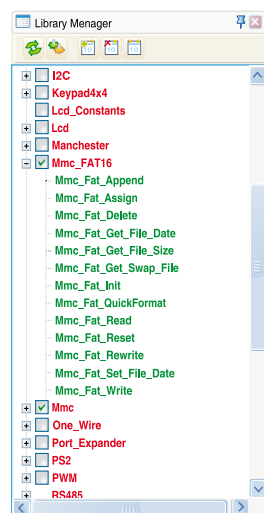 Library Menager
I2C
Keypad4x4
Lcd_Constants
Lcd
Manchester
Mmc_FAT16
Mmc_Fat_Append
Mmc_Fat_Assign
Mmc_Fat_Delete
Mmc_Fat_Get_File_Date
Mmc_Fat_Get_File_Size
Mmc_Fat_Get_Swap_File
Mmc_Fat_Init
Mmc_Fat_QuickFormat
Mmc_Fat_Read
Mmc_Fat_Reset
Mmc_Fat_Rewrite
Mmc_Fat_Set_File_Date
Mmc_Fat_Write
Mmc
One_Wire
Port_Expander
PS2
PWM
RS485